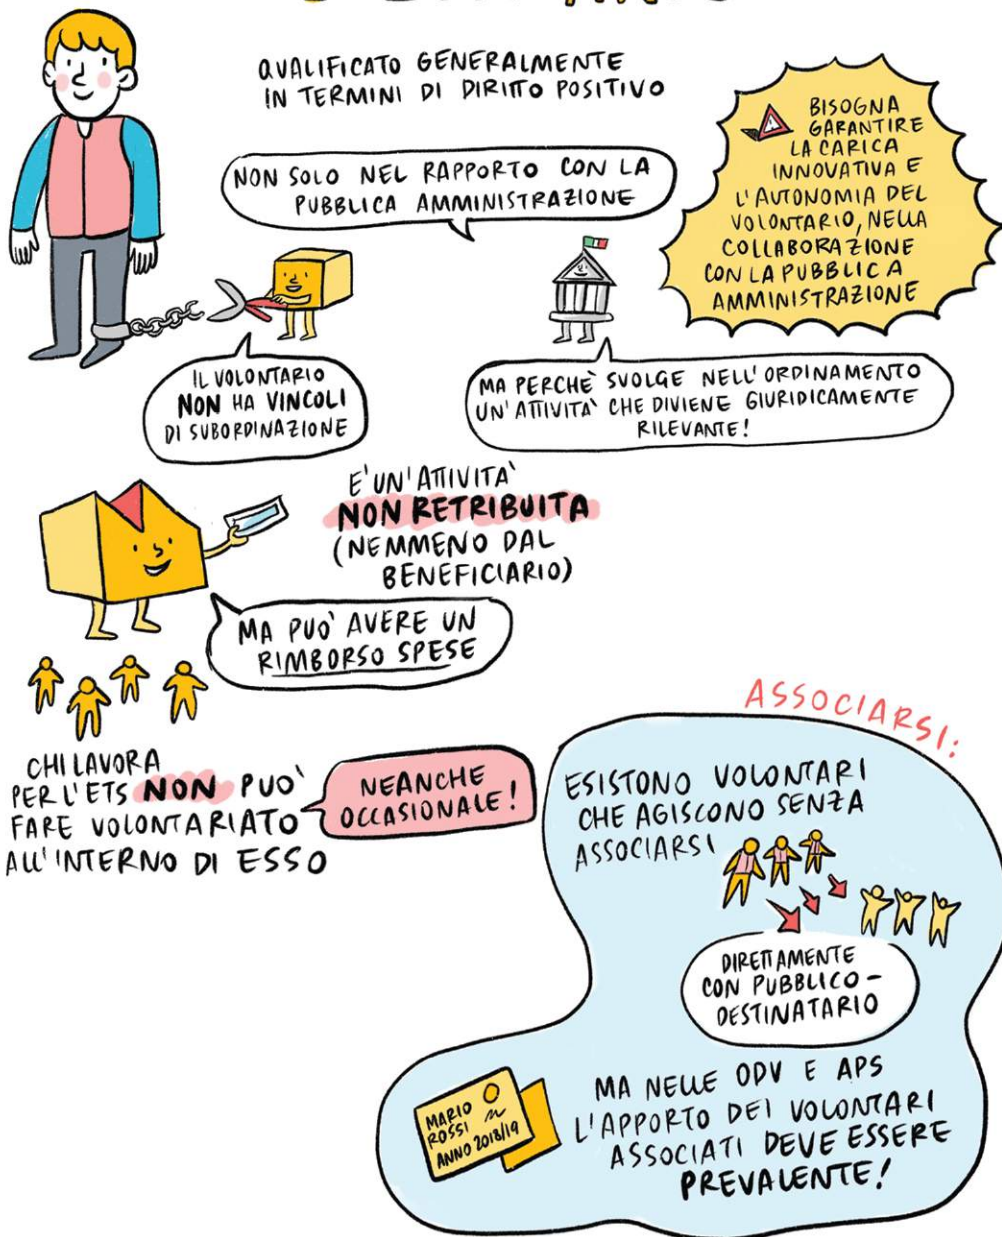 QUALIFICATO GENERALMENTE
IN TERMINI DI DIRITTO POSITIVO
NON SOLO NEL RAPPORTO CON LA
PUBBLICA AMMINISTRAZIONE
BISOGNA
GARANTIRE
LA CARICA
INNOVATIVA E
L'AUTONOMIA DEL
VOLONTARIO, NELLA
COLLABORAZIONE
CON LA PUBBLICA
AMMINISTRAZIONE
IL VOLONTARIO
NON HA VINCOLI
DI SUBORDINAZIONE
MA PERCHÈ SVOLGE NELL'ORDINAMENTO
UN'ATTIVITA' CHE DIVIENE GIURIDICAMENTE
RILEVANTE!
E' UN'ATTIVITA'
NON RETRIBUITA
(NEMMENO DAL
BENEFICIARIO)
MA PUO' AVERE UN
RIMBORSO SPESE
CHI LAVORA
PER L'ETS NON PUO'
FARE VOLONTARIATO
ALL'INTERNO DI ESSO
NEANCHE
OCCASIONALE!
ASSOCIARSI:
ESISTONO VOLONTARI
CHE AGISCONO SENZA
ASSOCIARSI
DIRETTAMENTE
CON PUBBLICO-
DESTINATARIO
MARIO
ROSSI
ANNO 2018/19
MA NELLE ODV E APS
L'APPORTO DEI VOLONTARI
ASSOCIATI DEVE ESSERE
PREVALENTE!